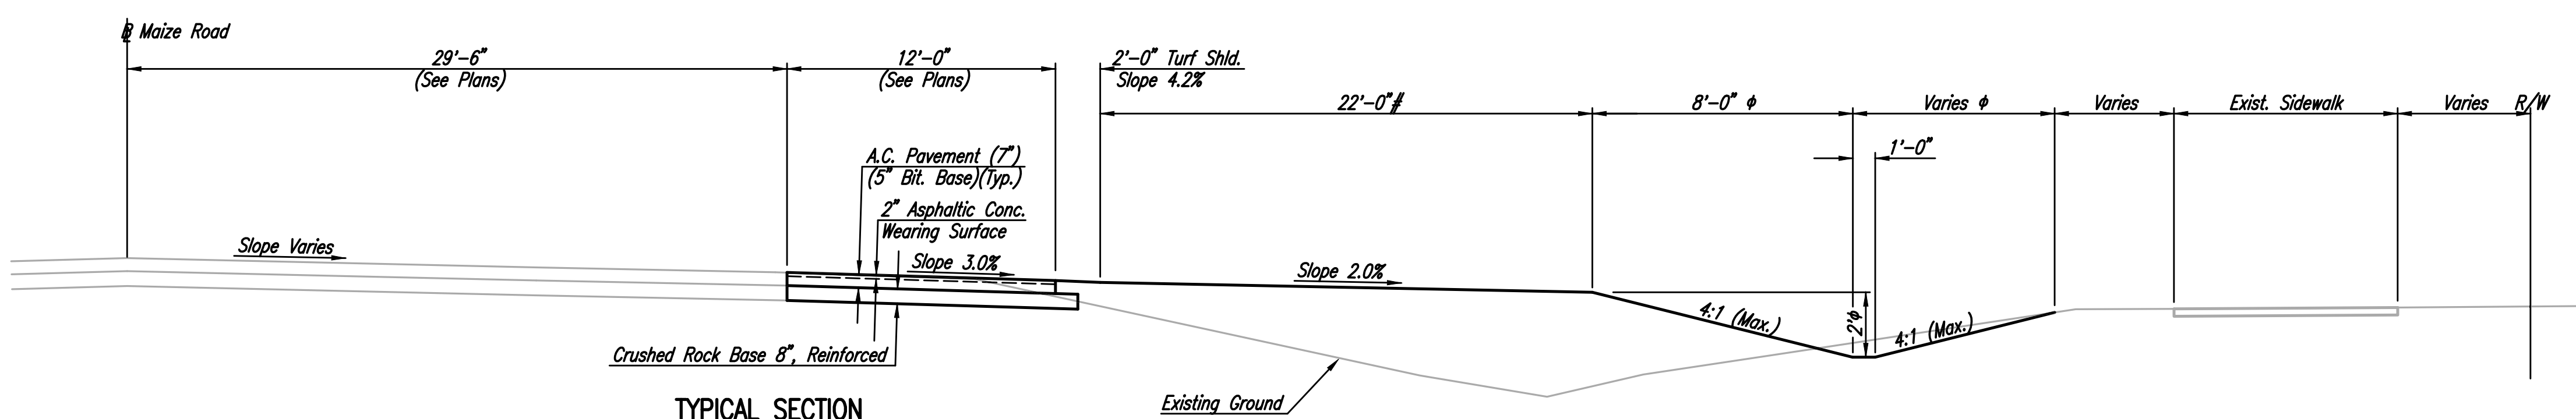 ℄ Maize Road
29'-6"
(See Plans)
12'-0"
(See Plans)
2'-0" Turf Shld.
Slope 4.2%
22'-0"#
8'-0" ϕ
Varies ϕ
Varies
Exist. Sidewalk
Varies
R/W
1'-0"
A.C. Pavement (7")
(5" Bit. Base)(Typ.)
2" Asphaltic Conc.
Wearing Surface
Slope Varies
Slope 3.0%
Slope 2.0%
4:1 (Max.)
2'ϕ
4:1 (Max.)
Crushed Rock Base 8", Reinforced
Existing Ground
TYPICAL SECTION